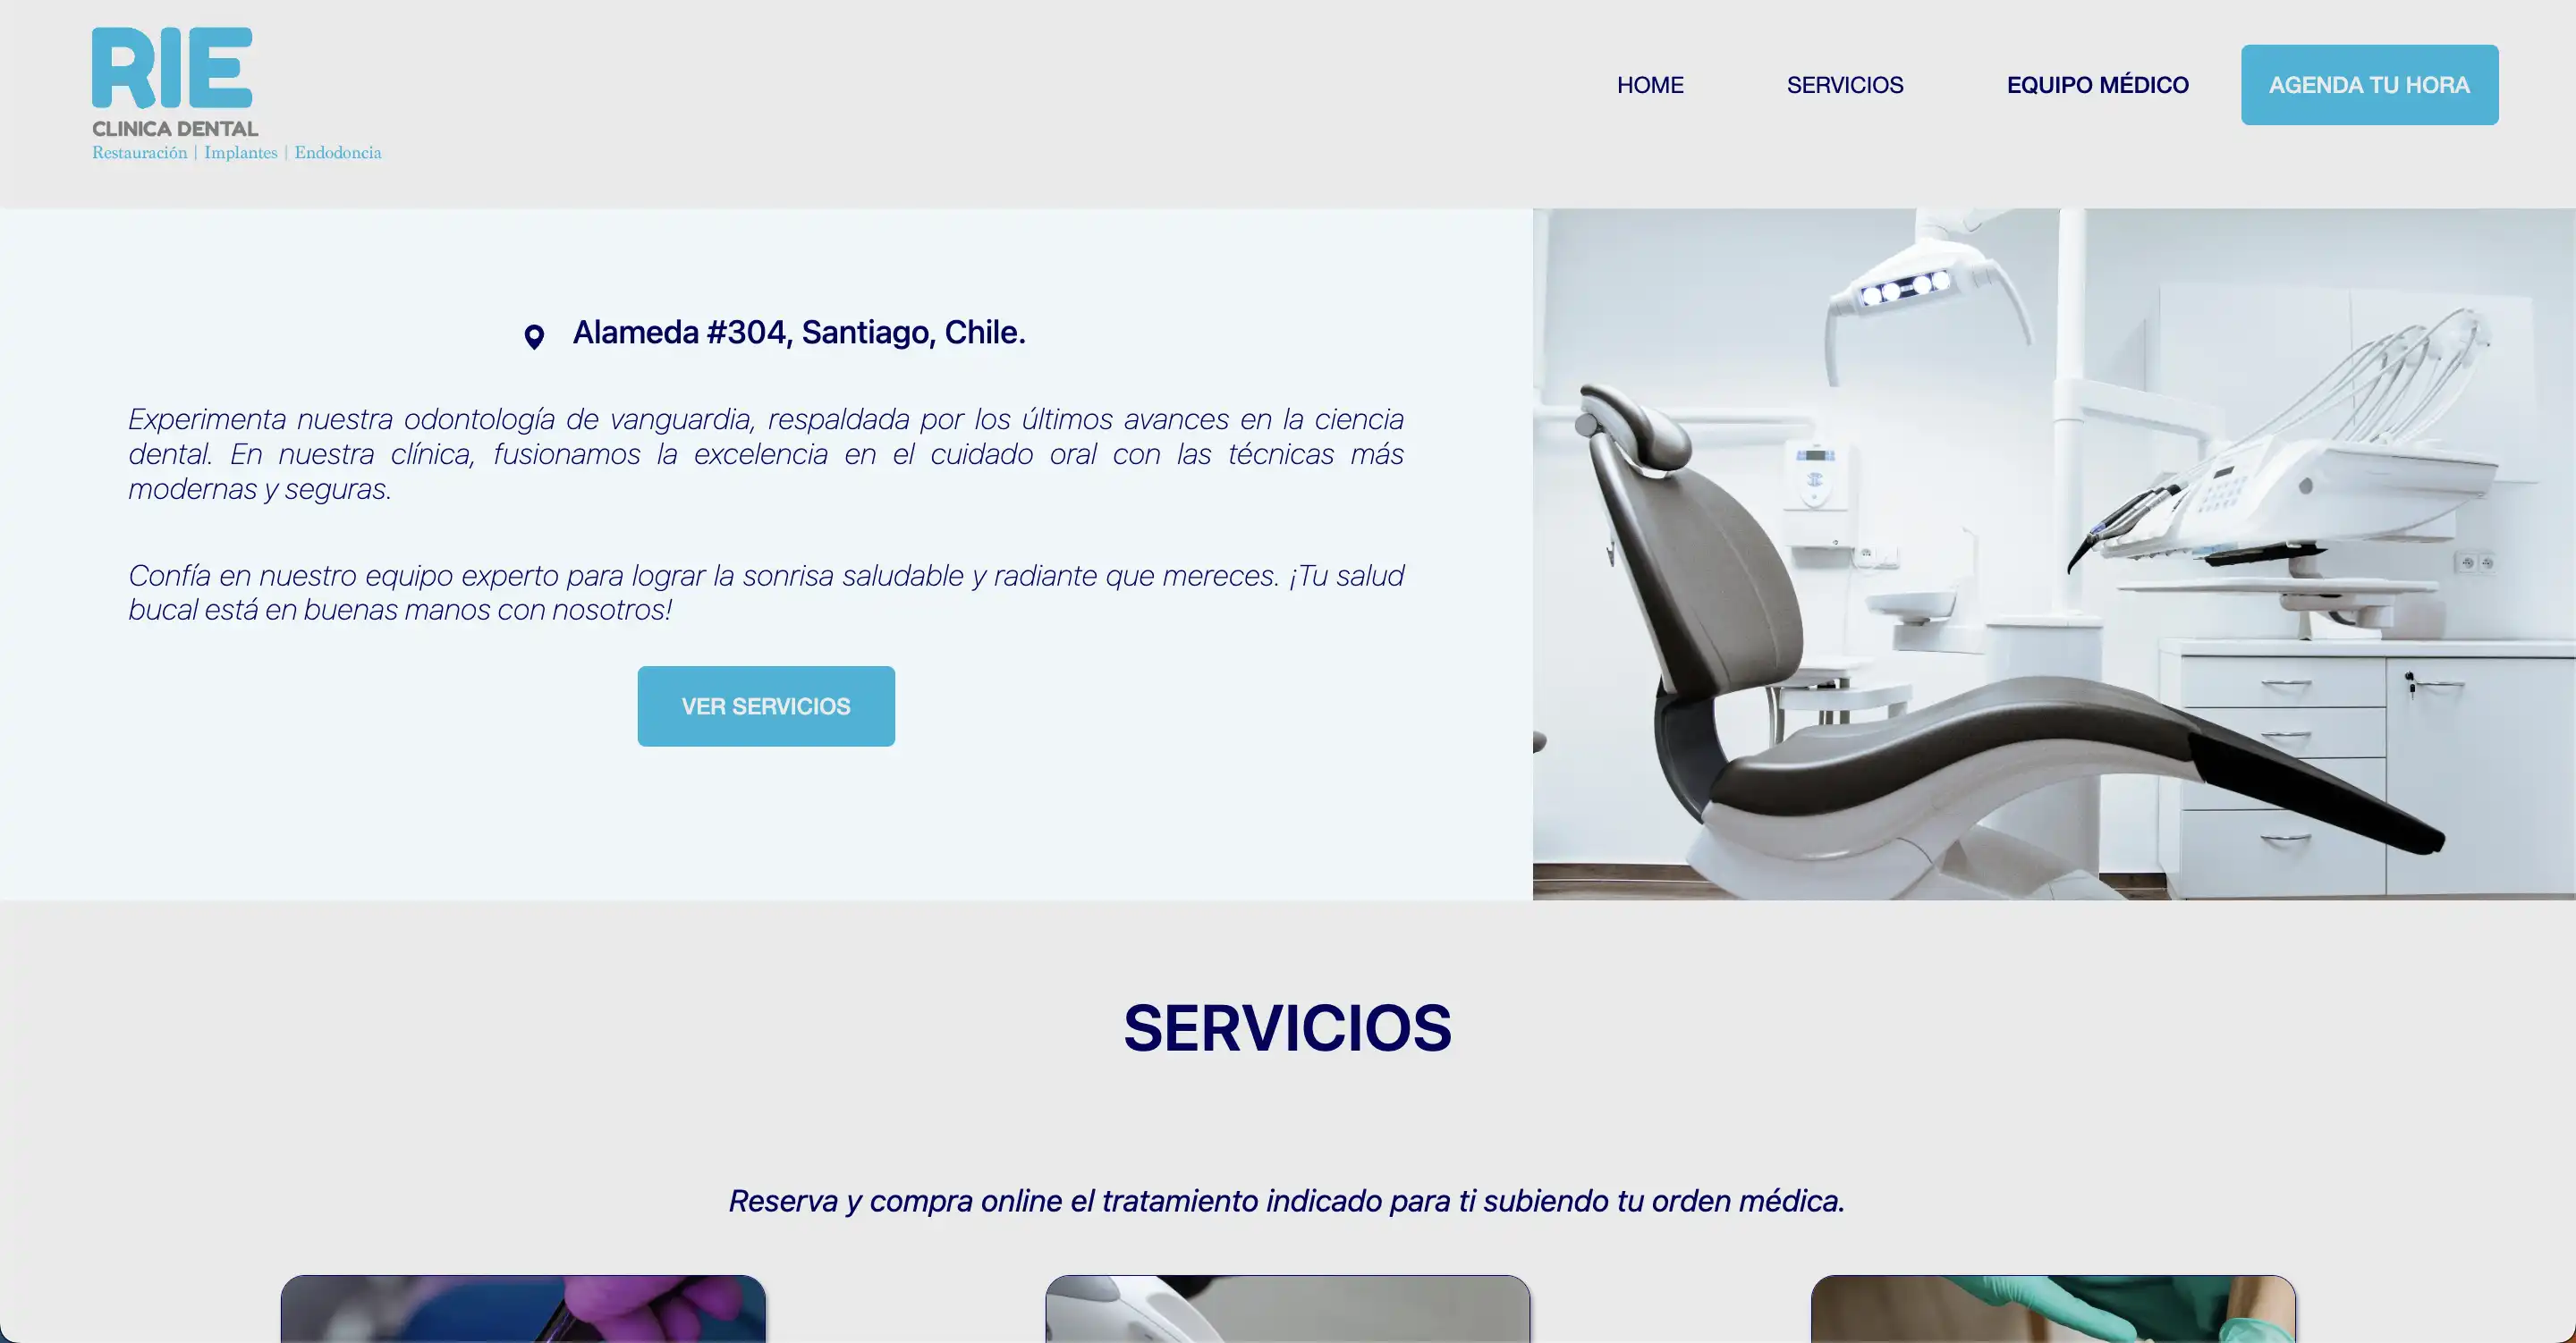 RIE
CLINICA DENTAL
Restauración | Implantes | Endodoncia
HOME
SERVICIOS
EQUIPO MÉDICO
AGENDA TU HORA
Alameda #304, Santiago, Chile.
Experimenta nuestra odontología de vanguardia, respaldada por los últimos avances en la ciencia
dental. En nuestra clínica, fusionamos la excelencia en el cuidado oral con las técnicas más
modernas y seguras.
Confía en nuestro equipo experto para lograr la sonrisa saludable y radiante que mereces. ¡Tu salud
bucal está en buenas manos con nosotros!
VER SERVICIOS
SERVICIOS
Reserva y compra online el tratamiento indicado para ti subiendo tu orden médica.